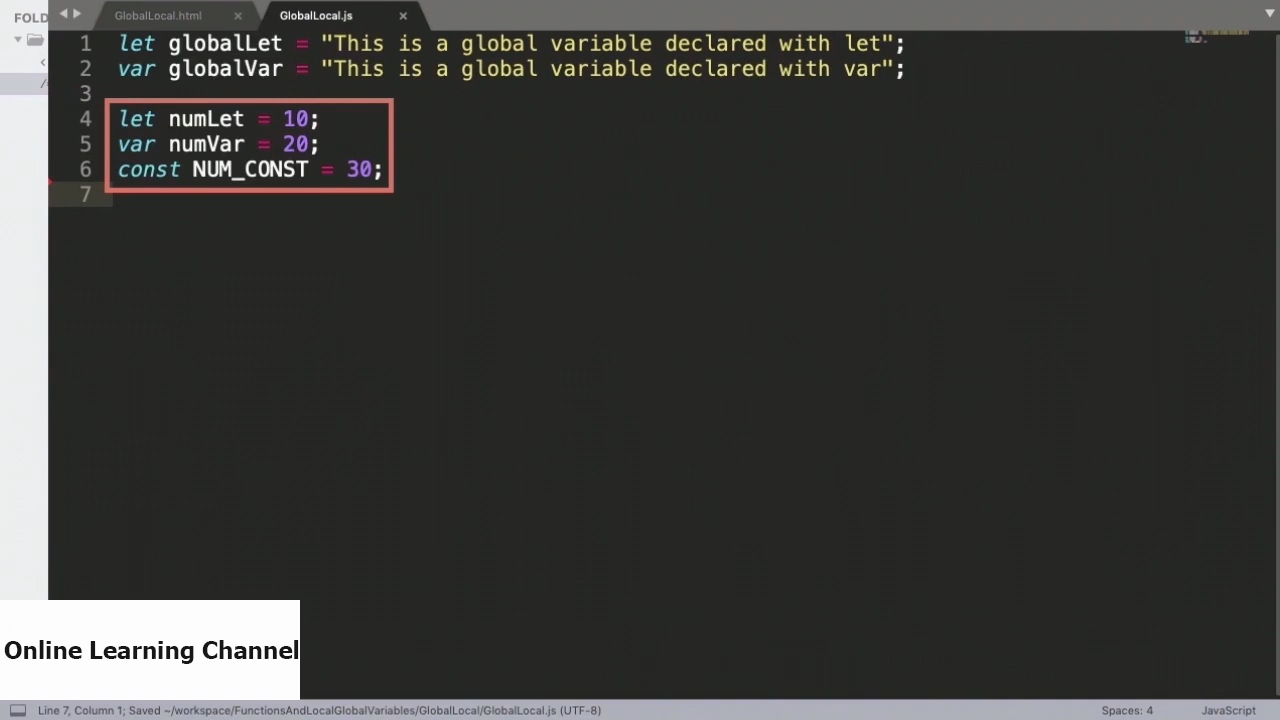 FOLD
GlobalLocal.html
GlobalLocal.js
1 let globalLet = "This is a global variable declared with let";
2 var globalVar = "This is a global variable declared with var";
3
4 let numLet = 10;
5 var numVar = 20;
6 const NUM_CONST = 30;
7
Online Learning Channel
Line 7, Column 1; Saved ~/workspace/FunctionsAndLocalGlobalVariables/GlobalLocal/GlobalLocal.js (UTF-8)
Spaces: 4
JavaScript